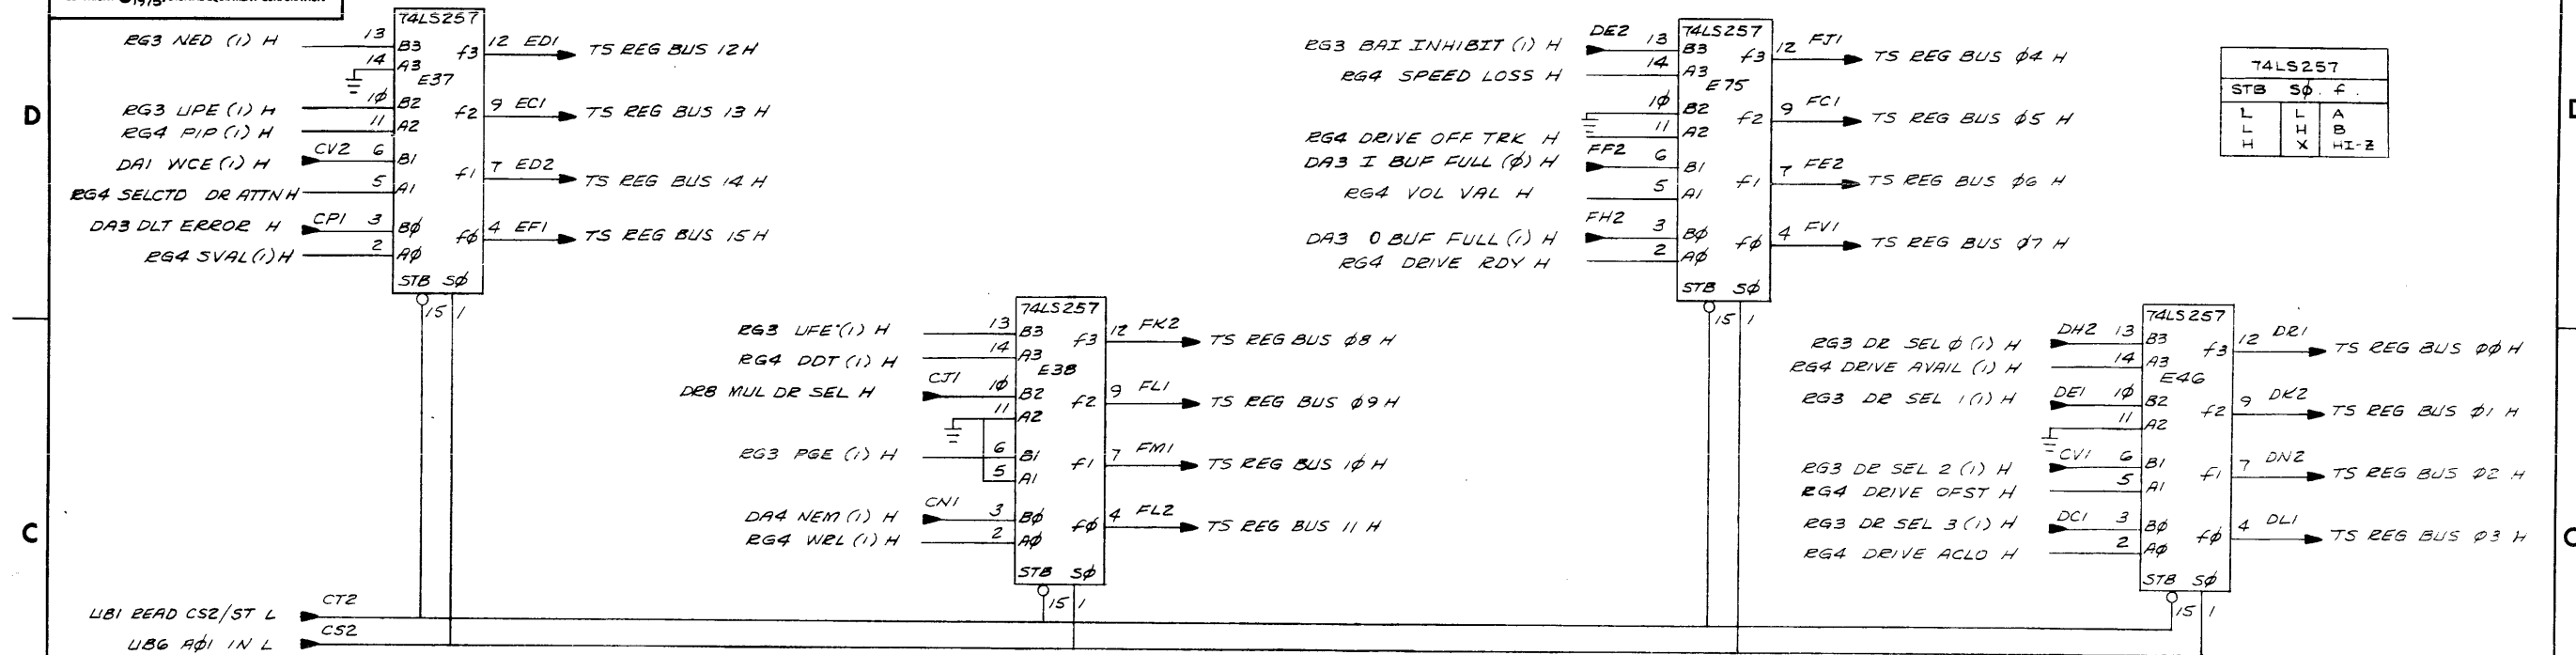 1975
74LS257
RG3 NED (1) H 13 B3 f3 12 ED1 TS REG BUS 12 H
14 A3
E37
RG3 UPE (1) H 1Ø B2 f2 9 EC1 TS REG BUS 13 H
RG4 PIP (1) H 11 A2
DA1 WCE (1) H CV2 6 B1 f1 7 ED2 TS REG BUS 14 H
RG4 SELCTD DR ATTN H 5 A1
DA3 DLT ERROR H CP1 3 BØ fØ 4 EF1 TS REG BUS 15 H
RG4 SVAL (1) H 2 AØ
STB SØ
15 1
74LS257
RG3 BAI INHIBIT (1) H DE2 13 B3 f3 12 FJ1 TS REG BUS Ø4 H
RG4 SPEED LOSS H 14 A3
E75
1Ø B2 f2 9 FC1 TS REG BUS Ø5 H
RG4 DRIVE OFF TRK H 11 A2
DA3 I BUF FULL (Ø) H FF2 6 B1 f1 7 FE2 TS REG BUS Ø6 H
RG4 VOL VAL H 5 A1
DA3 O BUF FULL (1) H FH2 3 BØ fØ 4 FV1 TS REG BUS Ø7 H
RG4 DRIVE RDY H 2 AØ
STB SØ
15 1
74LS257
STB SØ. f.
L L A
L H B
H X HI-Z
D
74LS257
RG3 UFE (1) H 13 B3 f3 12 FK2 TS REG BUS Ø8 H
RG4 DDT (1) H 14 A3
E38
DR8 MUL DR SEL H CJ1 1Ø B2 f2 9 FL1 TS REG BUS Ø9 H
11 A2
RG3 PGE (1) H 6 B1 f1 7 FM1 TS REG BUS 1Ø H
5 A1
DA4 NEM (1) H CN1 3 BØ fØ 4 FL2 TS REG BUS 11 H
RG4 WRL (1) H 2 AØ
STB SØ
15 1
74LS257
RG3 DR SEL Ø (1) H DH2 13 B3 f3 12 DR1 TS REG BUS ØØ H
RG4 DRIVE AVAIL (1) H 14 A3
E46
RG3 DR SEL 1 (1) H DE1 1Ø B2 f2 9 DK2 TS REG BUS Ø1 H
11 A2
RG3 DR SEL 2 (1) H CV1 6 B1 f1 7 DN2 TS REG BUS Ø2 H
RG4 DRIVE OFST H 5 A1
RG3 DR SEL 3 (1) H DC1 3 BØ fØ 4 DL1 TS REG BUS Ø3 H
RG4 DRIVE ACLO H 2 AØ
STB SØ
15 1
C
UB1 READ CS2/ST L CT2
UB6 AØ1 IN L CS2